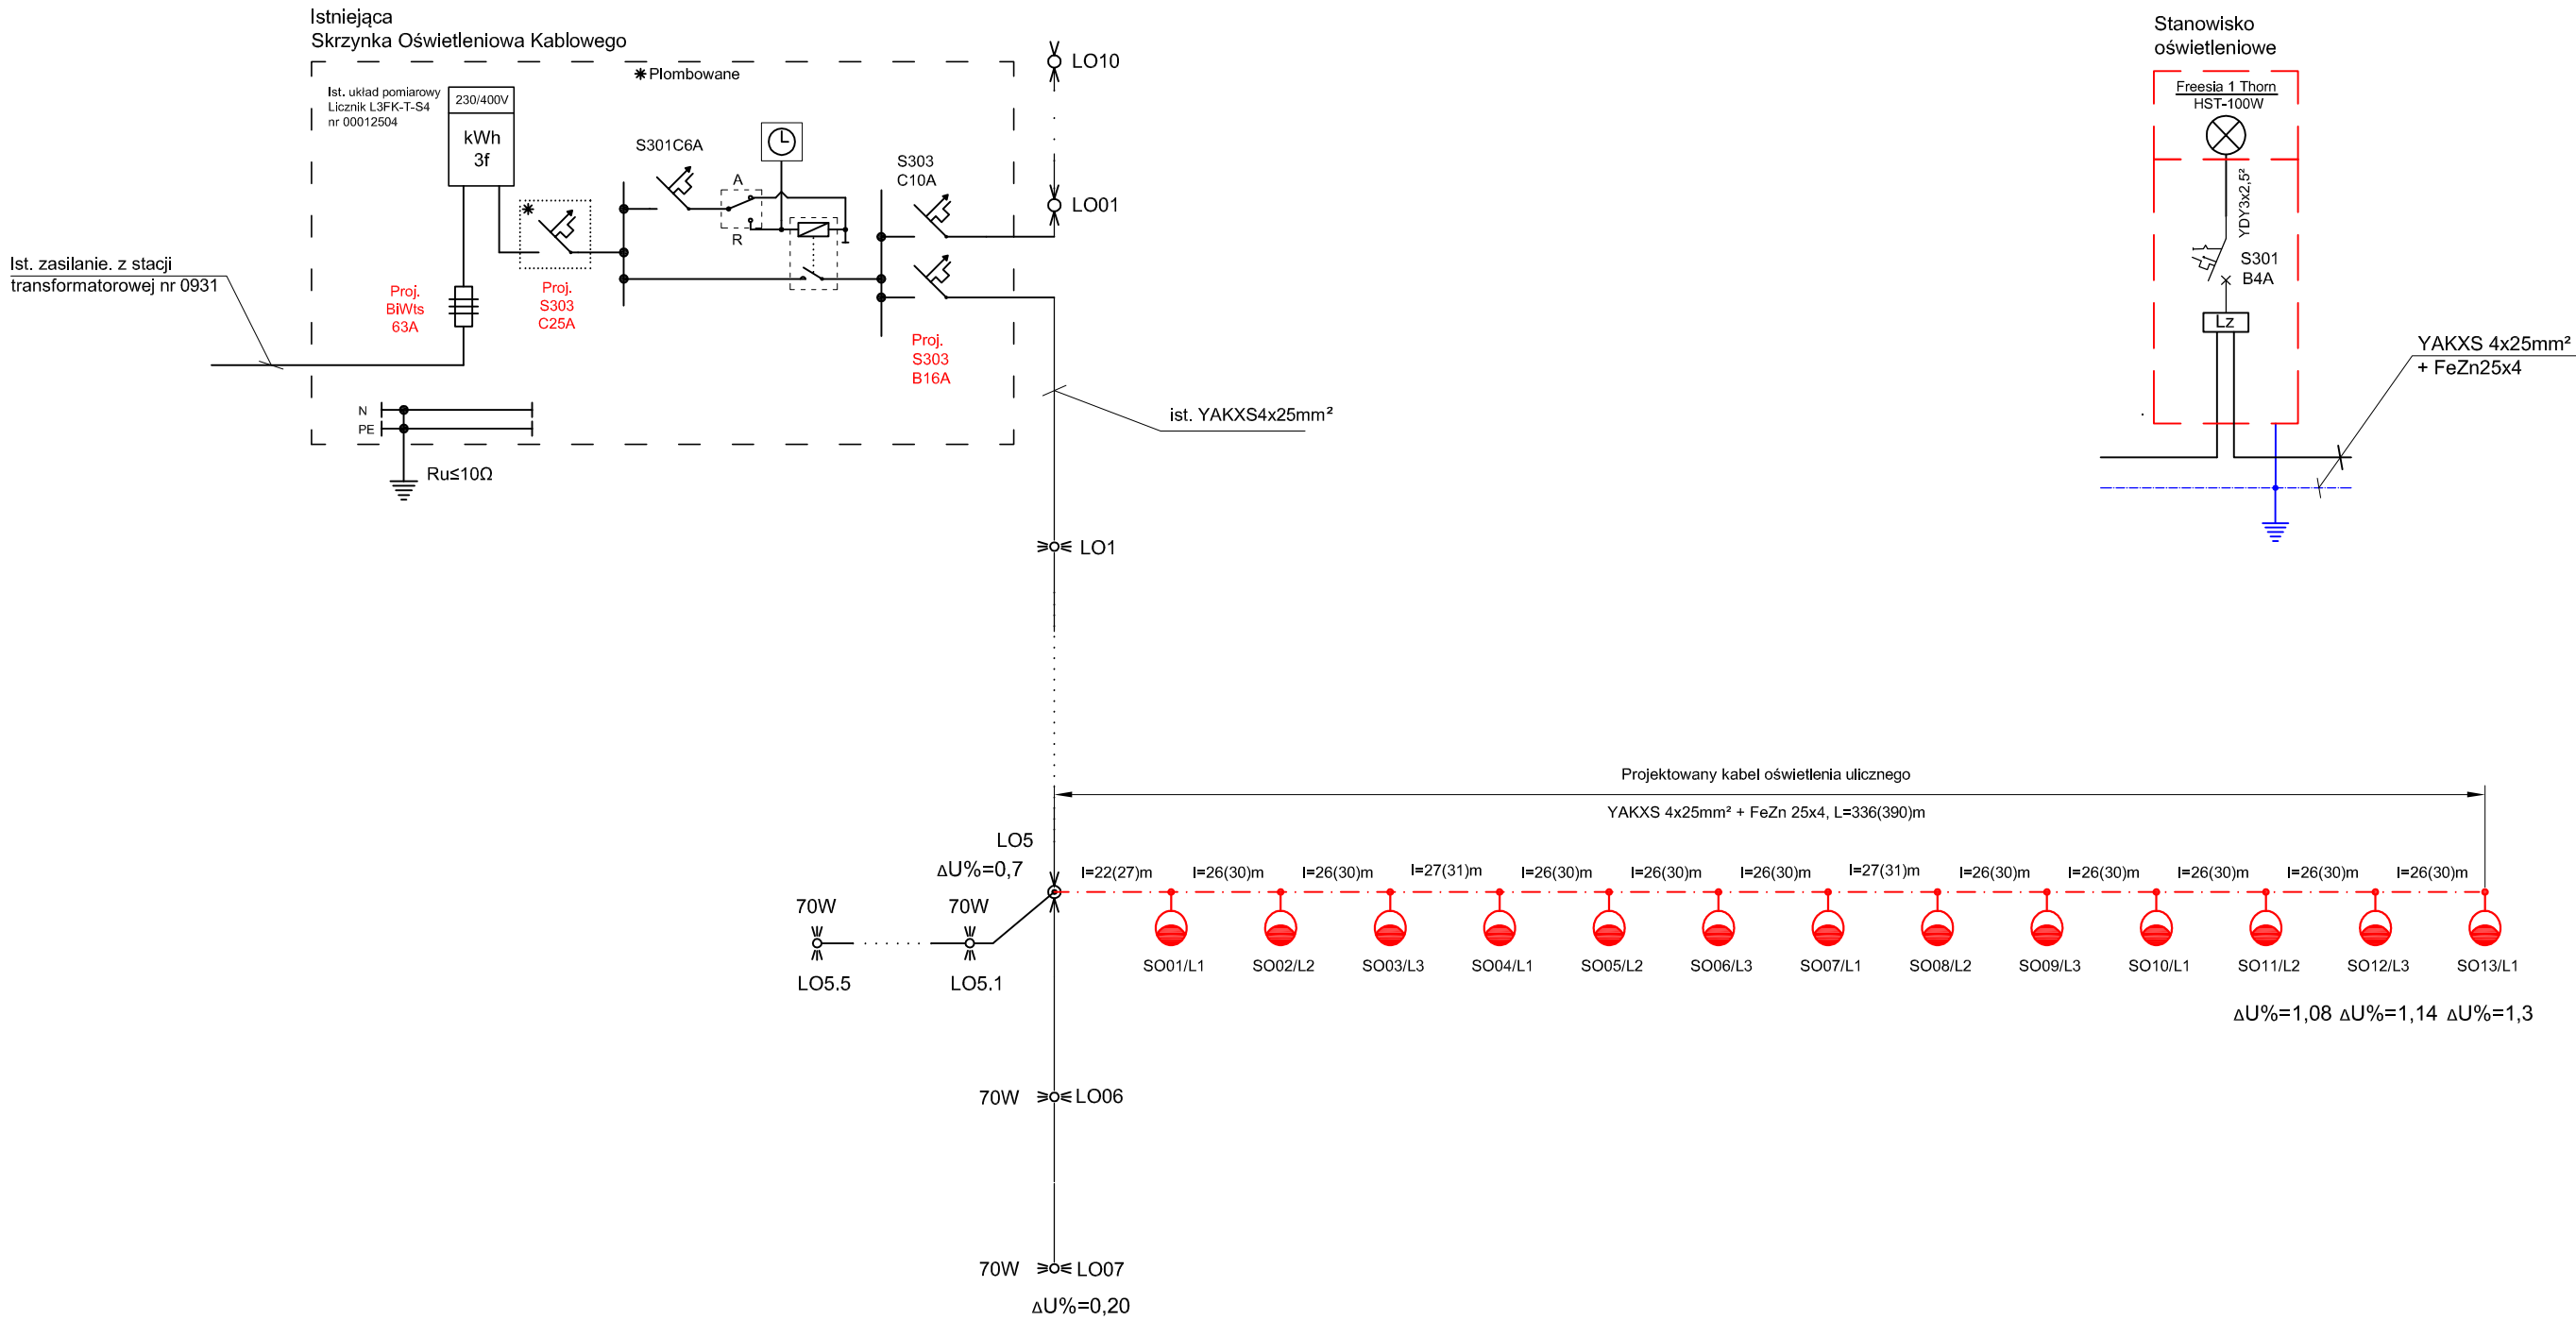 Istniejąca
Skrzynka Oświetleniowa Kablowego
✱Plombowane
Ist. układ pomiarowy
Licznik L3FK-T-S4
nr 00012504
230/400V
kWh
3f
S301C6A
A
R
S303
C10A
✱
Proj.
BiWts
63A
Proj.
S303
C25A
Proj.
S303
B16A
Ist. zasilanie. z stacji
transformatorowej nr 0931
N
PE
Ru≤10Ω
LO10
LO01
ist. YAKXS4x25mm²
LO1
Stanowisko
oświetleniowe
Freesia 1 Thorn
HST-100W
YDY3x2,5²
S301
B4A
Lz
YAKXS 4x25mm²
+ FeZn25x4
Projektowany kabel oświetlenia ulicznego
YAKXS 4x25mm² + FeZn 25x4, L=336(390)m
LO5
ΔU%=0,7
l=22(27)m l=26(30)m l=26(30)m l=27(31)m l=26(30)m l=26(30)m l=26(30)m l=27(31)m l=26(30)m l=26(30)m l=26(30)m l=26(30)m l=26(30)m
70W 70W
LO5.5 LO5.1
SO01/L1 SO02/L2 SO03/L3 SO04/L1 SO05/L2 SO06/L3 SO07/L1 SO08/L2 SO09/L3 SO10/L1 SO11/L2 SO12/L3 SO13/L1
ΔU%=1,08 ΔU%=1,14 ΔU%=1,3
70W LO06
70W LO07
ΔU%=0,20